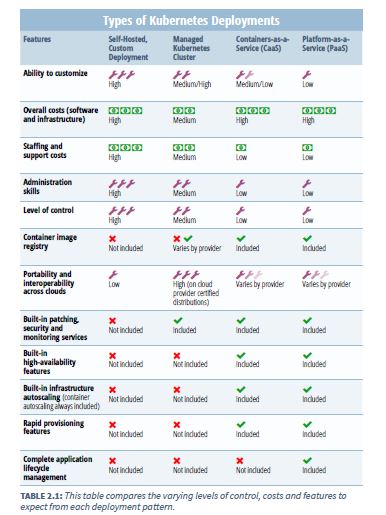 Types of Kubernetes Deployments
Features
Self-Hosted,
Custom
Deployment
Managed
Kubernetes
Cluster
Containers-as-a-
Service (CaaS)
Platform-as-a-
Service (PaaS)
Ability to customize
High
Medium/High
Medium/Low
Low
Overall costs (software
and infrastructure)
High
Medium
High
High
Staffing and
support costs
High
Medium
Low
Low
Administration
skills
High
Medium
Low
Low
Level of control
High
Medium
Low
Low
Container image
registry
Not included
Varies by provider
Included
Included
Portability and
interoperability
across clouds
Low
High (on cloud
provider certified
distributions)
Varies by provider
Varies by provider
Built-in patching,
security and
monitoring services
Not included
Included
Included
Included
Built-in
high-availability
features
Not included
Not included
Included
Included
Built-in infrastructure
autoscaling (container
autoscaling always included)
Not included
Not included
Included
Included
Rapid provisioning
features
Not included
Not included
Included
Included
Complete application
lifecycle
management
Not included
Not included
Not included
Included
TABLE 2.1: This table compares the varying levels of control, costs and features to
expect from each deployment pattern.